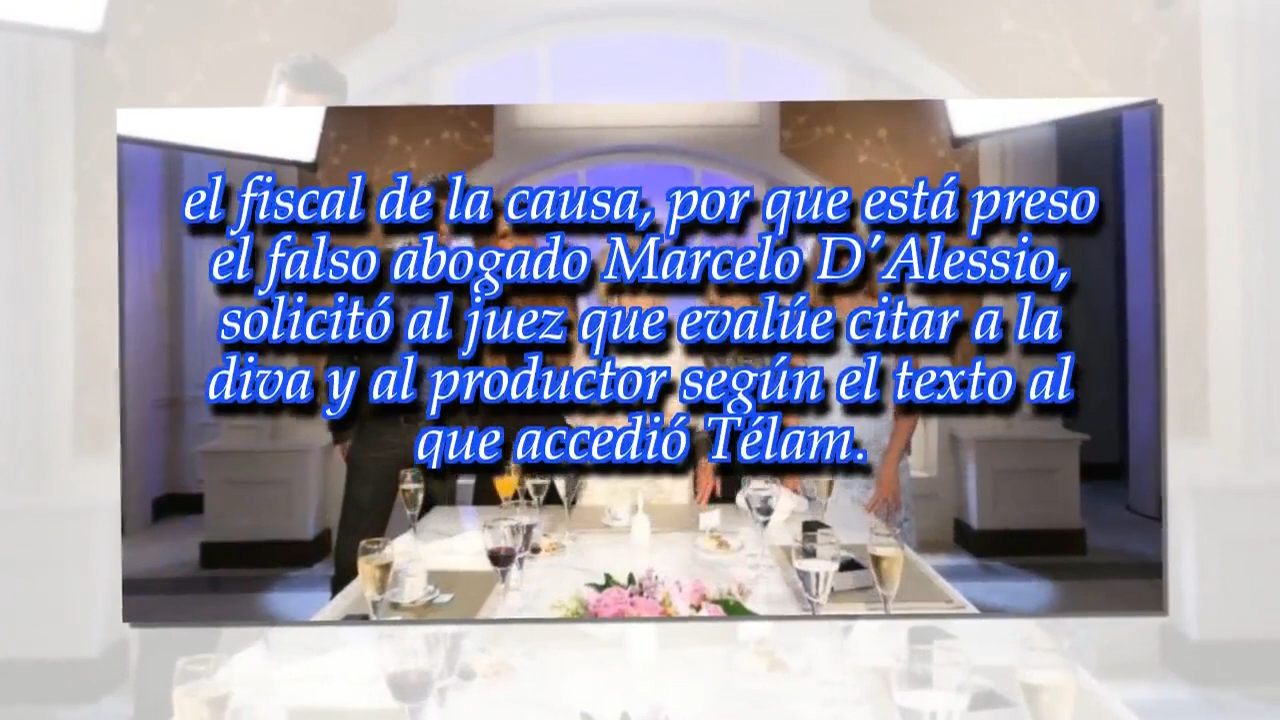 el fiscal de la causa, por que está preso
el falso abogado Marcelo D´Alessio,
solicitó al juez que evalúe citar a la
diva y al productor según el texto al
que accedió Télam.